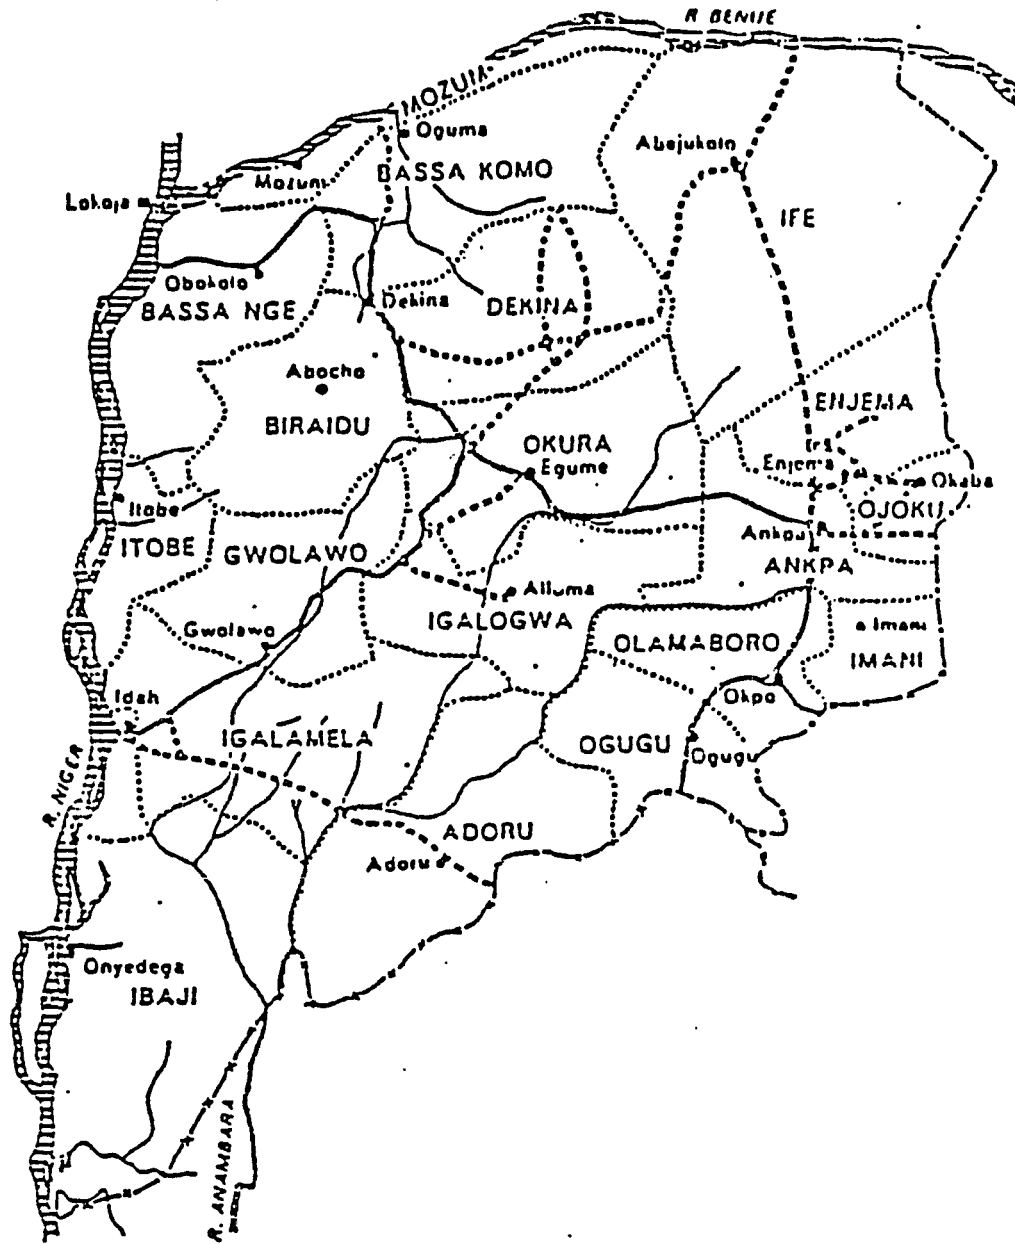 R BENUE
MOZUM
Oguma
Abejukolo
BASSA KOMO
Mozum
Lokoja
IFE
Obokolo
Dekina
DEKINA
BASSA NGE
Abocho
ENJEMA
BIRAIDU
OKURA
Egume
Enjema
Okaba
Itobe
OJOKU
Ankpa
ITOBE
GWOLAWO
ANKPA
Alloma
IGALOGWA
Gwolawo
Imani
OLAMABORO
IMANI
Idah
Okpo
IGALAMELA
OGUGU
Ogugu
R. NIGER
ADORU
Adoru
Onyedega
IBAJI
R. ANAMBARA